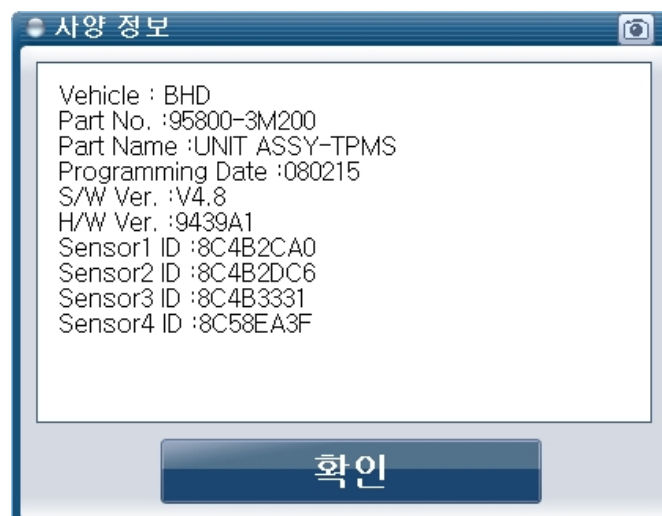 사양 정보
Vehicle : BHD
Part No. :95800-3M200
Part Name :UNIT ASSY-TPMS
Programming Date :080215
S/W Ver. :V4.8
H/W Ver. :9439A1
Sensor1 ID :8C4B2CA0
Sensor2 ID :8C4B2DC6
Sensor3 ID :8C4B3331
Sensor4 ID :8C58EA3F
확인